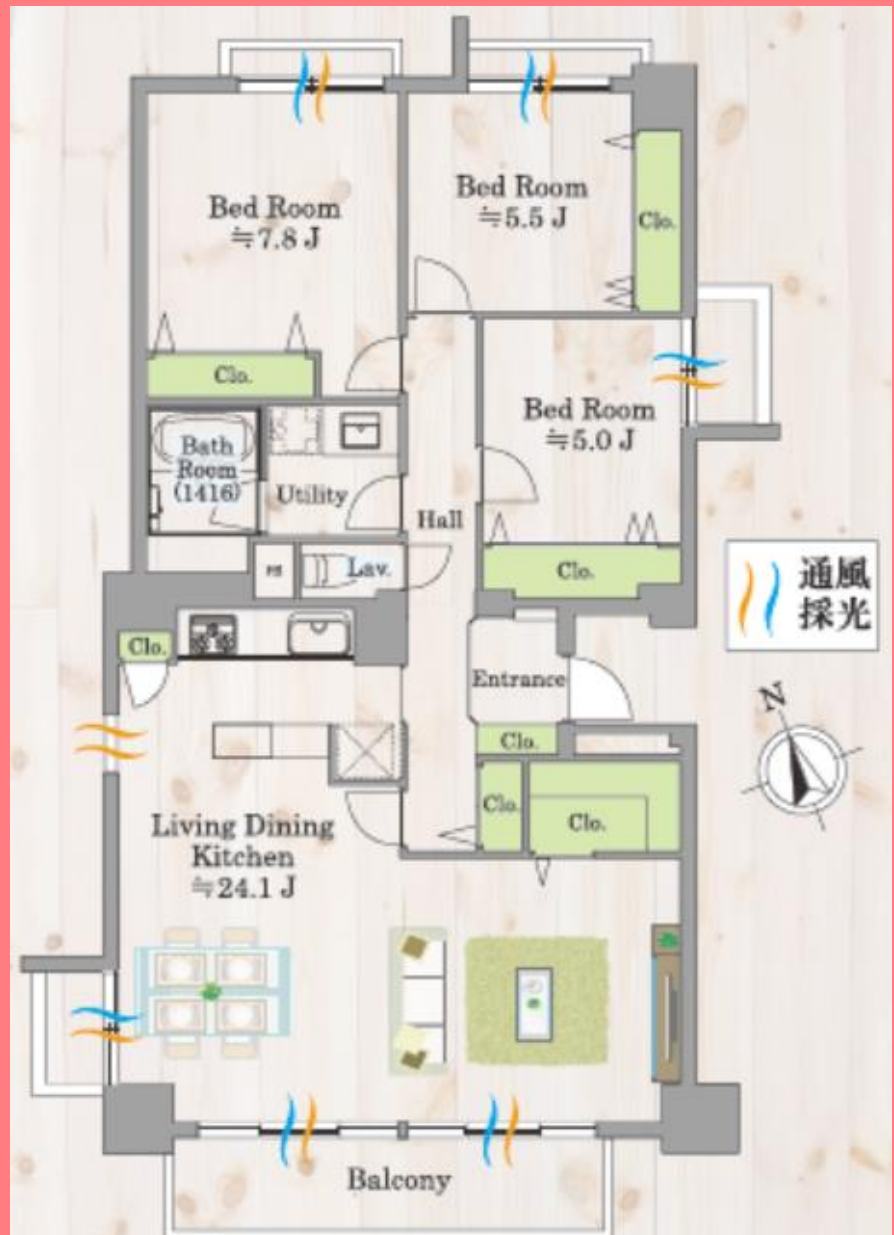 Bed Room
≒7.8 J
Bed Room
≒5.5 J
Clo.
Clo.
Bed Room
≒5.0 J
Bath
Room
(1416)
Utility
Hall
Lav.
Clo.
通風
採光
Clo.
Entrance
N
Clo.
Clo.
Clo.
Living Dining
Kitchen
≒24.1 J
Balcony